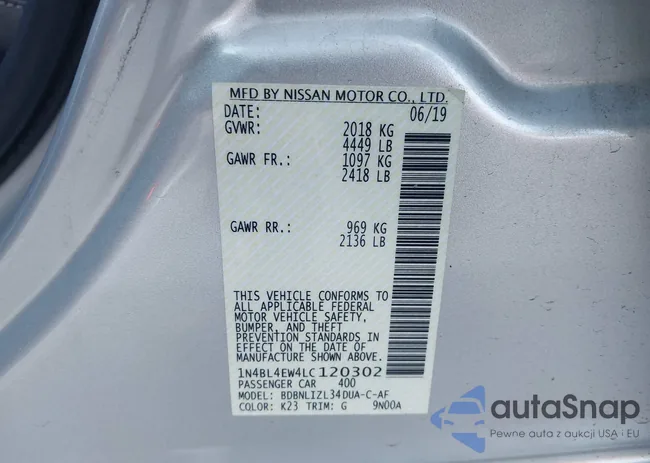 MFD BY NISSAN MOTOR CO., LTD.
DATE: 06/19
GVWR: 2018 KG
4449 LB
GAWR FR.: 1097 KG
2418 LB
GAWR RR.: 969 KG
2136 LB
THIS VEHICLE CONFORMS TO
ALL APPLICABLE FEDERAL
MOTOR VEHICLE SAFETY,
BUMPER, AND THEFT
PREVENTION STANDARDS IN
EFFECT ON THE DATE OF
MANUFACTURE SHOWN ABOVE.
1N4BL4EW4LC120302
PASSENGER CAR 400
MODEL: BDBNLIZL34DUA-C-AF
COLOR: K23 TRIM: G 9N00A
autoSnap
Pewne auta z aukcji USA i EU